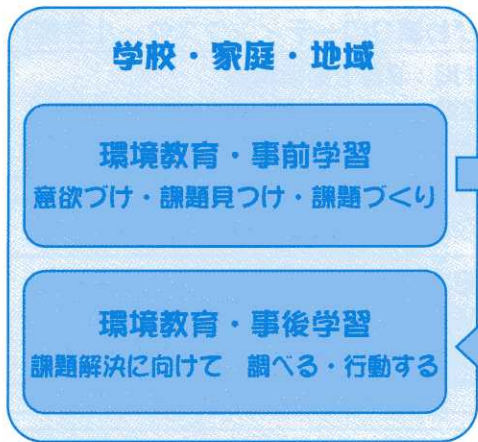 学校・家庭・地域
環境教育・事前学習
意欲づけ・課題見つけ・課題づくり
環境教育・事後学習
課題解決に向けて 調べる・行動する